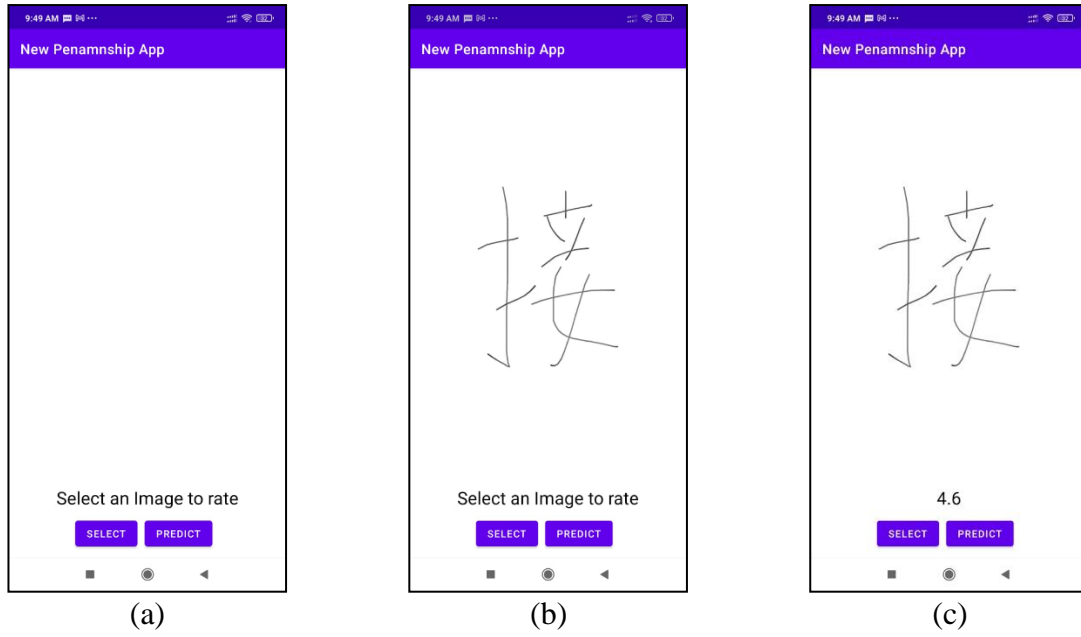 9:49 AM
New Penamnship App
Select an Image to rate
SELECT PREDICT
(a)
9:49 AM
New Penamnship App
接
Select an Image to rate
SELECT PREDICT
(b)
9:49 AM
New Penamnship App
接
4.6
SELECT PREDICT
(c)